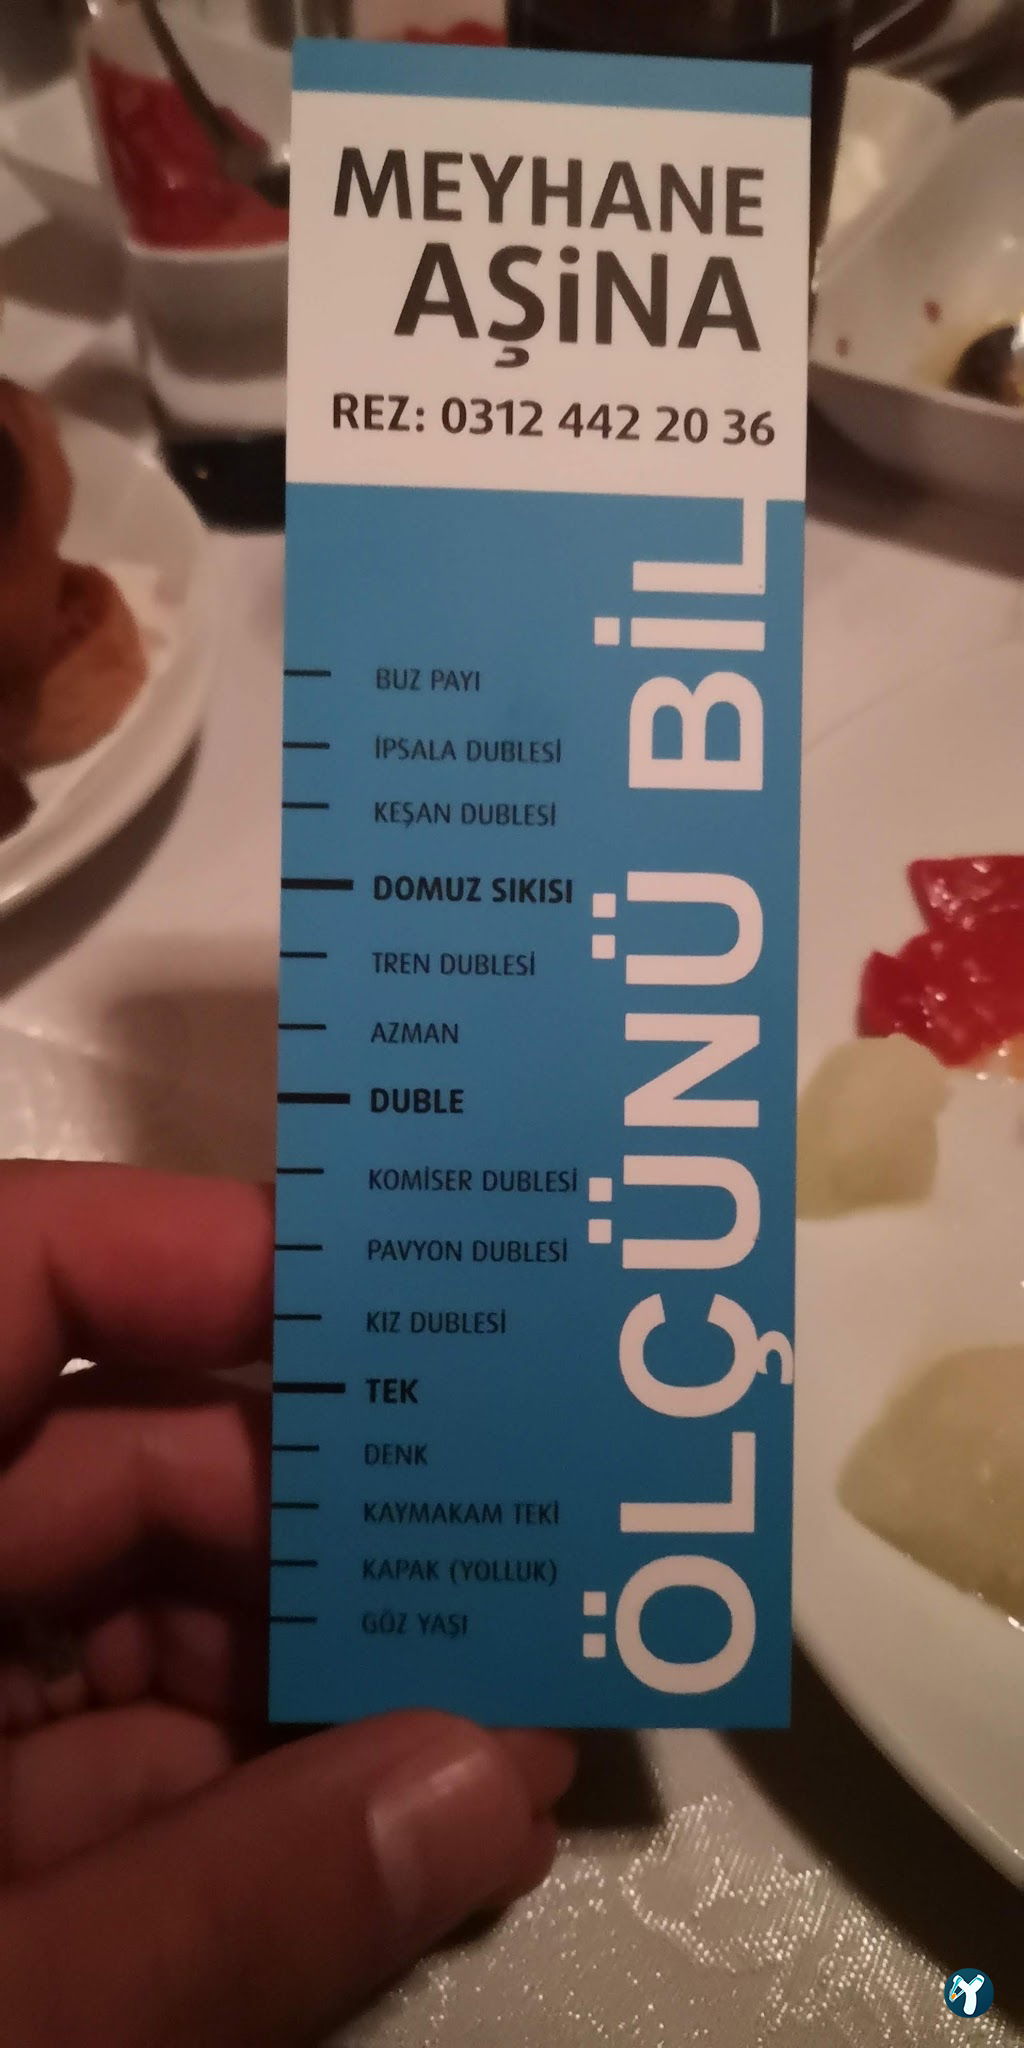 MEYHANE
AŞiNA
REZ: 0312 442 20 36
ÖLÇÜNÜ BİL
BUZ PAYI
İPSALA DUBLESİ
KEŞAN DUBLESİ
DOMUZ SIKISI
TREN DUBLESİ
AZMAN
DUBLE
KOMİSER DUBLESİ
PAVYON DUBLESİ
KIZ DUBLESİ
TEK
DENK
KAYMAKAM TEKİ
KAPAK (YOLLUK)
GÖZ YAŞI